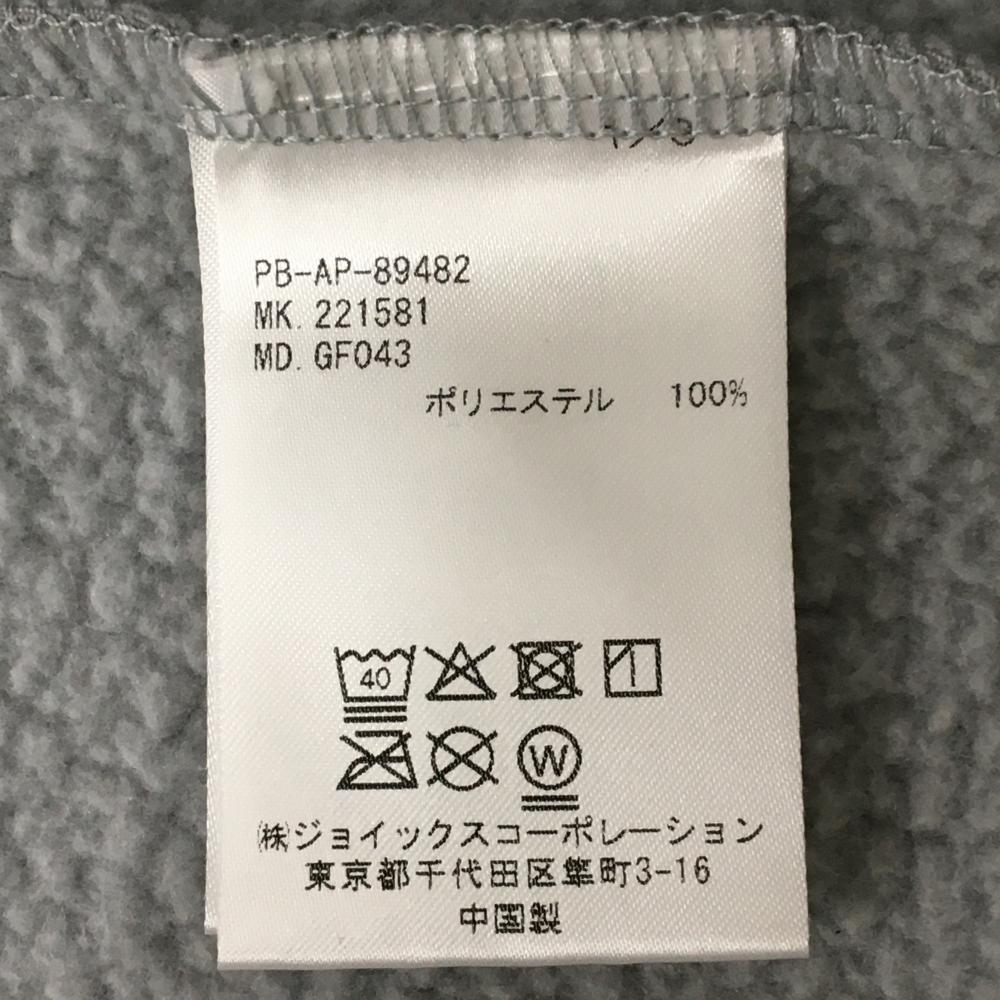 PB-AP-89482
MK. 221581
MD. GF043
ポリエステル 100%
40
W
㈱ジョイックスコーポレーション
東京都千代田区隼町3-16
中国製